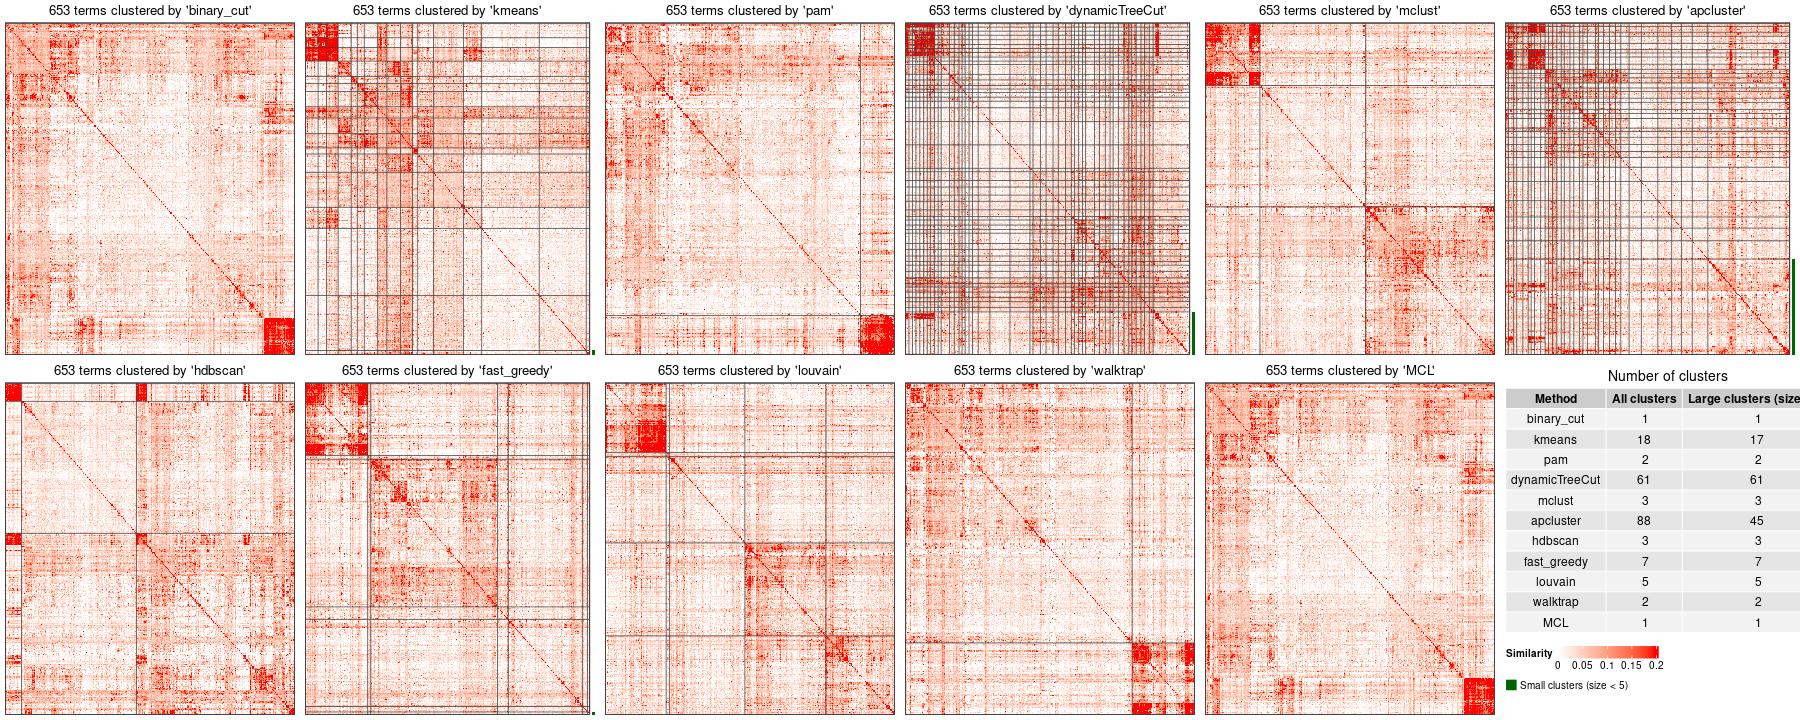 653 terms clustered by 'binary_cut'
653 terms clustered by 'kmeans'
653 terms clustered by 'pam'
653 terms clustered by 'dynamicTreeCut'
653 terms clustered by 'mclust'
653 terms clustered by 'apcluster'
653 terms clustered by 'hdbscan'
653 terms clustered by 'fast_greedy'
653 terms clustered by 'louvain'
653 terms clustered by 'walktrap'
653 terms clustered by 'MCL'
Number of clusters
Method All clusters Large clusters (size
binary_cut 1 1
kmeans 18 17
pam 2 2
dynamicTreeCut 61 61
mclust 3 3
apcluster 88 45
hdbscan 3 3
fast_greedy 7 7
louvain 5 5
walktrap 2 2
MCL 1 1
Similarity
0 0.05 0.1 0.15 0.2
Small clusters (size < 5)